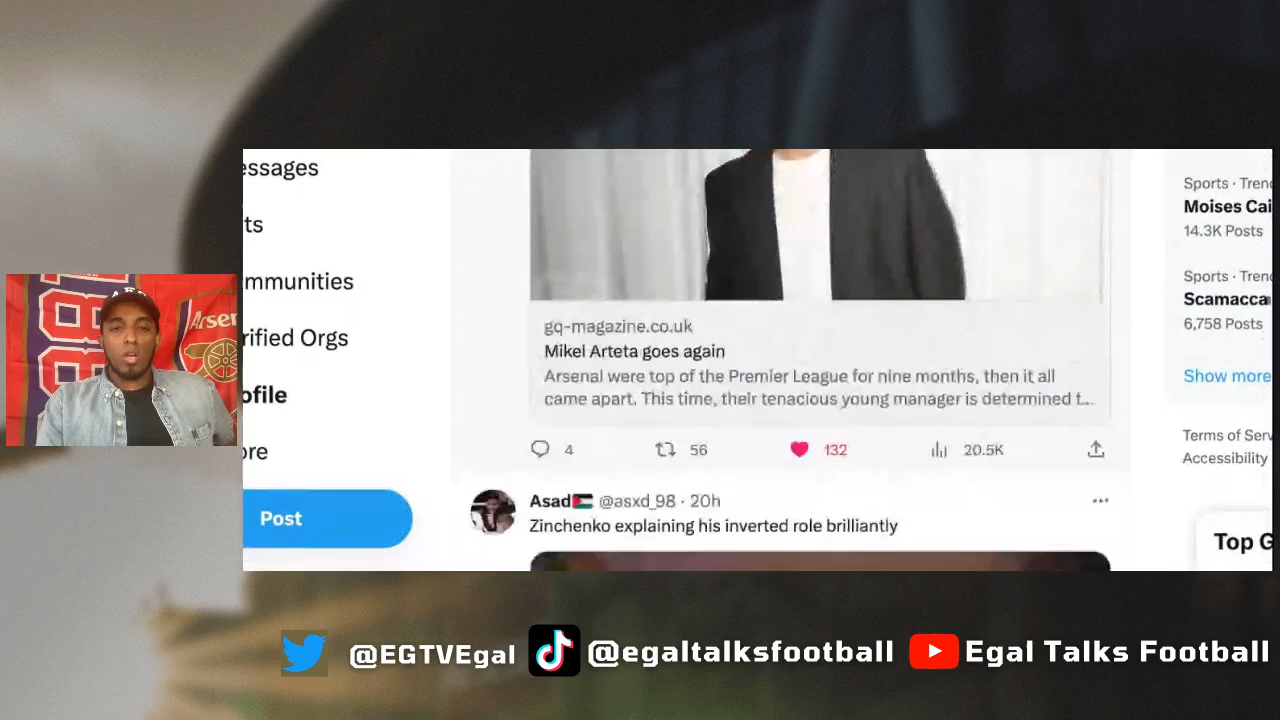 essages
ts
mmunities
rified Orgs
ofile
ore
Post
gq-magazine.co.uk
Mikel Arteta goes again
Arsenal were top of the Premier League for nine months, then it all
came apart. This time, their tenacious young manager is determined t...
4
56
132
20.5K
Asad🇵🇸 @asxd_98 · 20h
Zinchenko explaining his inverted role brilliantly
Sports · Trend
Moises Cai
14.3K Posts
Sports · Trend
Scamacca
6,758 Posts
Show more
Terms of Serv
Accessibility
Top G
Arsen
@EGTVEgal
@egaltalksfootball
Egal Talks Football